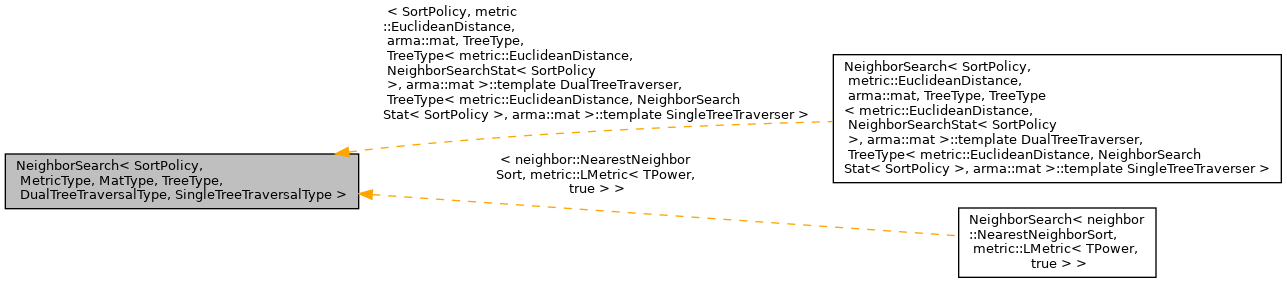 < SortPolicy, metric
::EuclideanDistance,
arma::mat, TreeType,
TreeType< metric::EuclideanDistance,
NeighborSearchStat< SortPolicy
>, arma::mat >::template DualTreeTraverser,
TreeType< metric::EuclideanDistance, NeighborSearch
Stat< SortPolicy >, arma::mat >::template SingleTreeTraverser >
NeighborSearch< SortPolicy,
metric::EuclideanDistance,
arma::mat, TreeType, TreeType
< metric::EuclideanDistance,
NeighborSearchStat< SortPolicy
>, arma::mat >::template DualTreeTraverser,
TreeType< metric::EuclideanDistance, NeighborSearch
Stat< SortPolicy >, arma::mat >::template SingleTreeTraverser >
NeighborSearch< SortPolicy,
MetricType, MatType, TreeType,
DualTreeTraversalType, SingleTreeTraversalType >
< neighbor::NearestNeighbor
Sort, metric::LMetric< TPower,
true > >
NeighborSearch< neighbor
::NearestNeighborSort,
metric::LMetric< TPower,
true > >